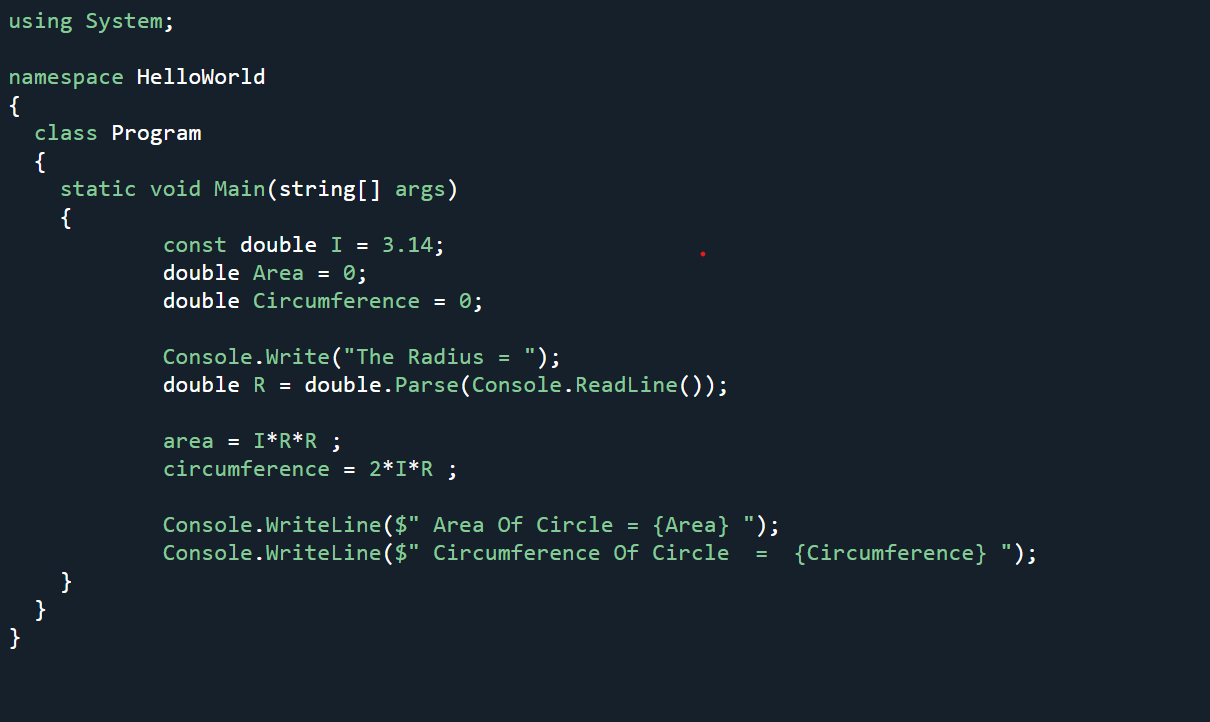 using System;
namespace HelloWorld
{
class Program
{
static void Main(string[] args)
{
const double I = 3.14;
double Area = 0;
double Circumference = 0;
Console.Write("The Radius = ");
double R = double.Parse(Console.ReadLine());
area = I*R*R ;
circumference = 2*I*R ;
Console.WriteLine($" Area Of Circle = {Area} ");
Console.WriteLine($" Circumference Of Circle  =  {Circumference} ");
}
}
}